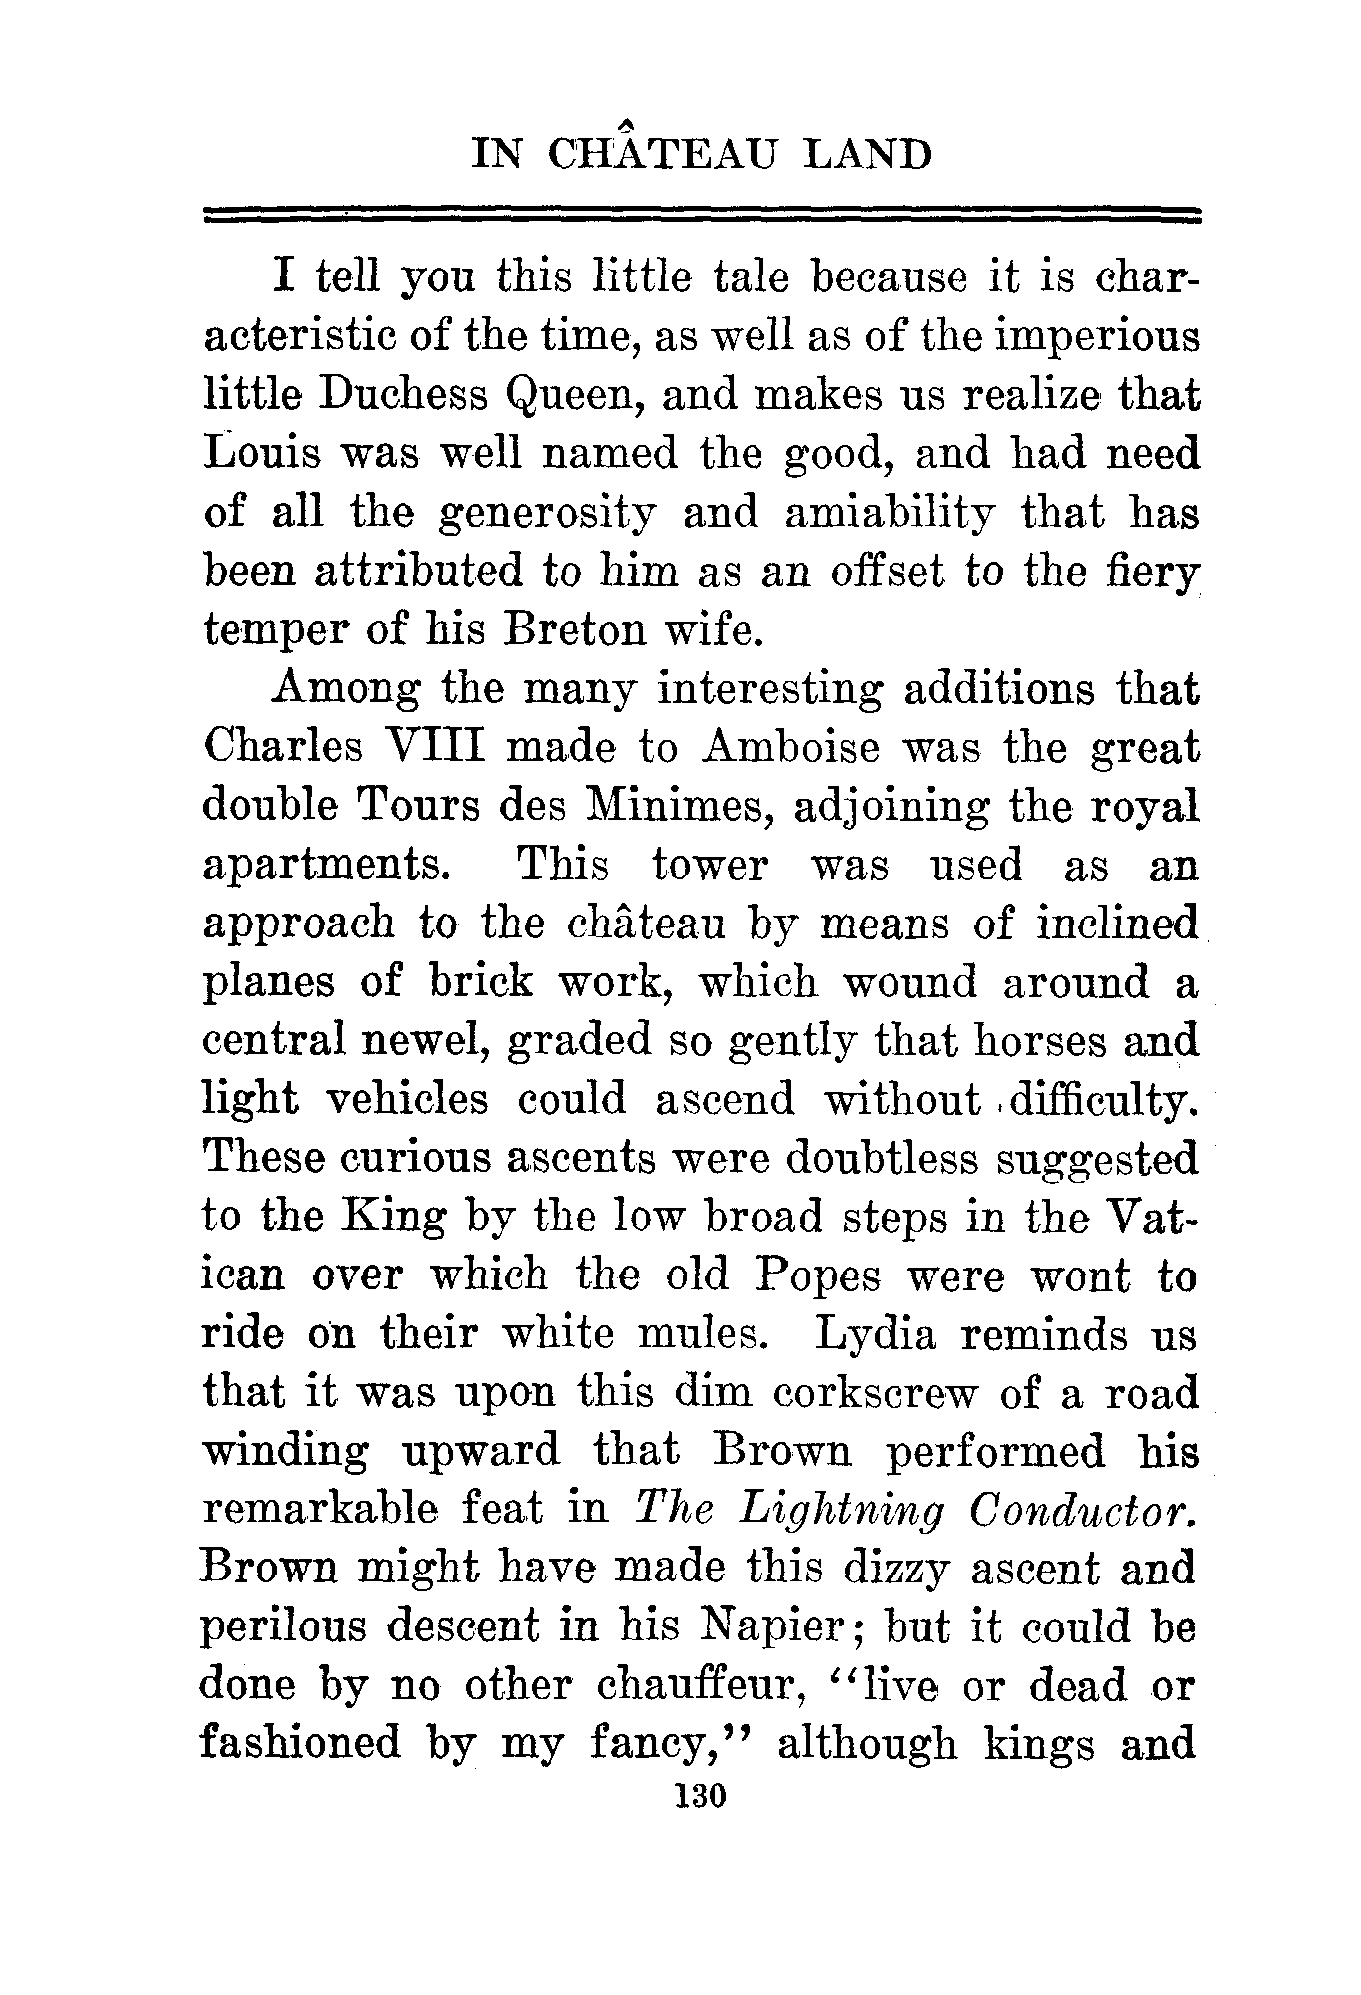 IN CHÂTEAU LAND
I tell you this little tale because it is char-
acteristic of the time, as well as of the imperious
little Duchess Queen, and makes us realize that
Louis was well named the good, and had need
of all the generosity and amiability that has
been attributed to him as an offset to the fiery
temper of his Breton wife.
Among the many interesting additions that
Charles VIII made to Amboise was the great
double Tours des Minimes, adjoining the royal
apartments. This tower was used as an
approach to the château by means of inclined
planes of brick work, which wound around a
central newel, graded so gently that horses and
light vehicles could ascend without difficulty.
These curious ascents were doubtless suggested
to the King by the low broad steps in the Vat-
ican over which the old Popes were wont to
ride on their white mules. Lydia reminds us
that it was upon this dim corkscrew of a road
winding upward that Brown performed his
remarkable feat in The Lightning Conductor.
Brown might have made this dizzy ascent and
perilous descent in his Napier; but it could be
done by no other chauffeur, "live or dead or
fashioned by my fancy," although kings and
130